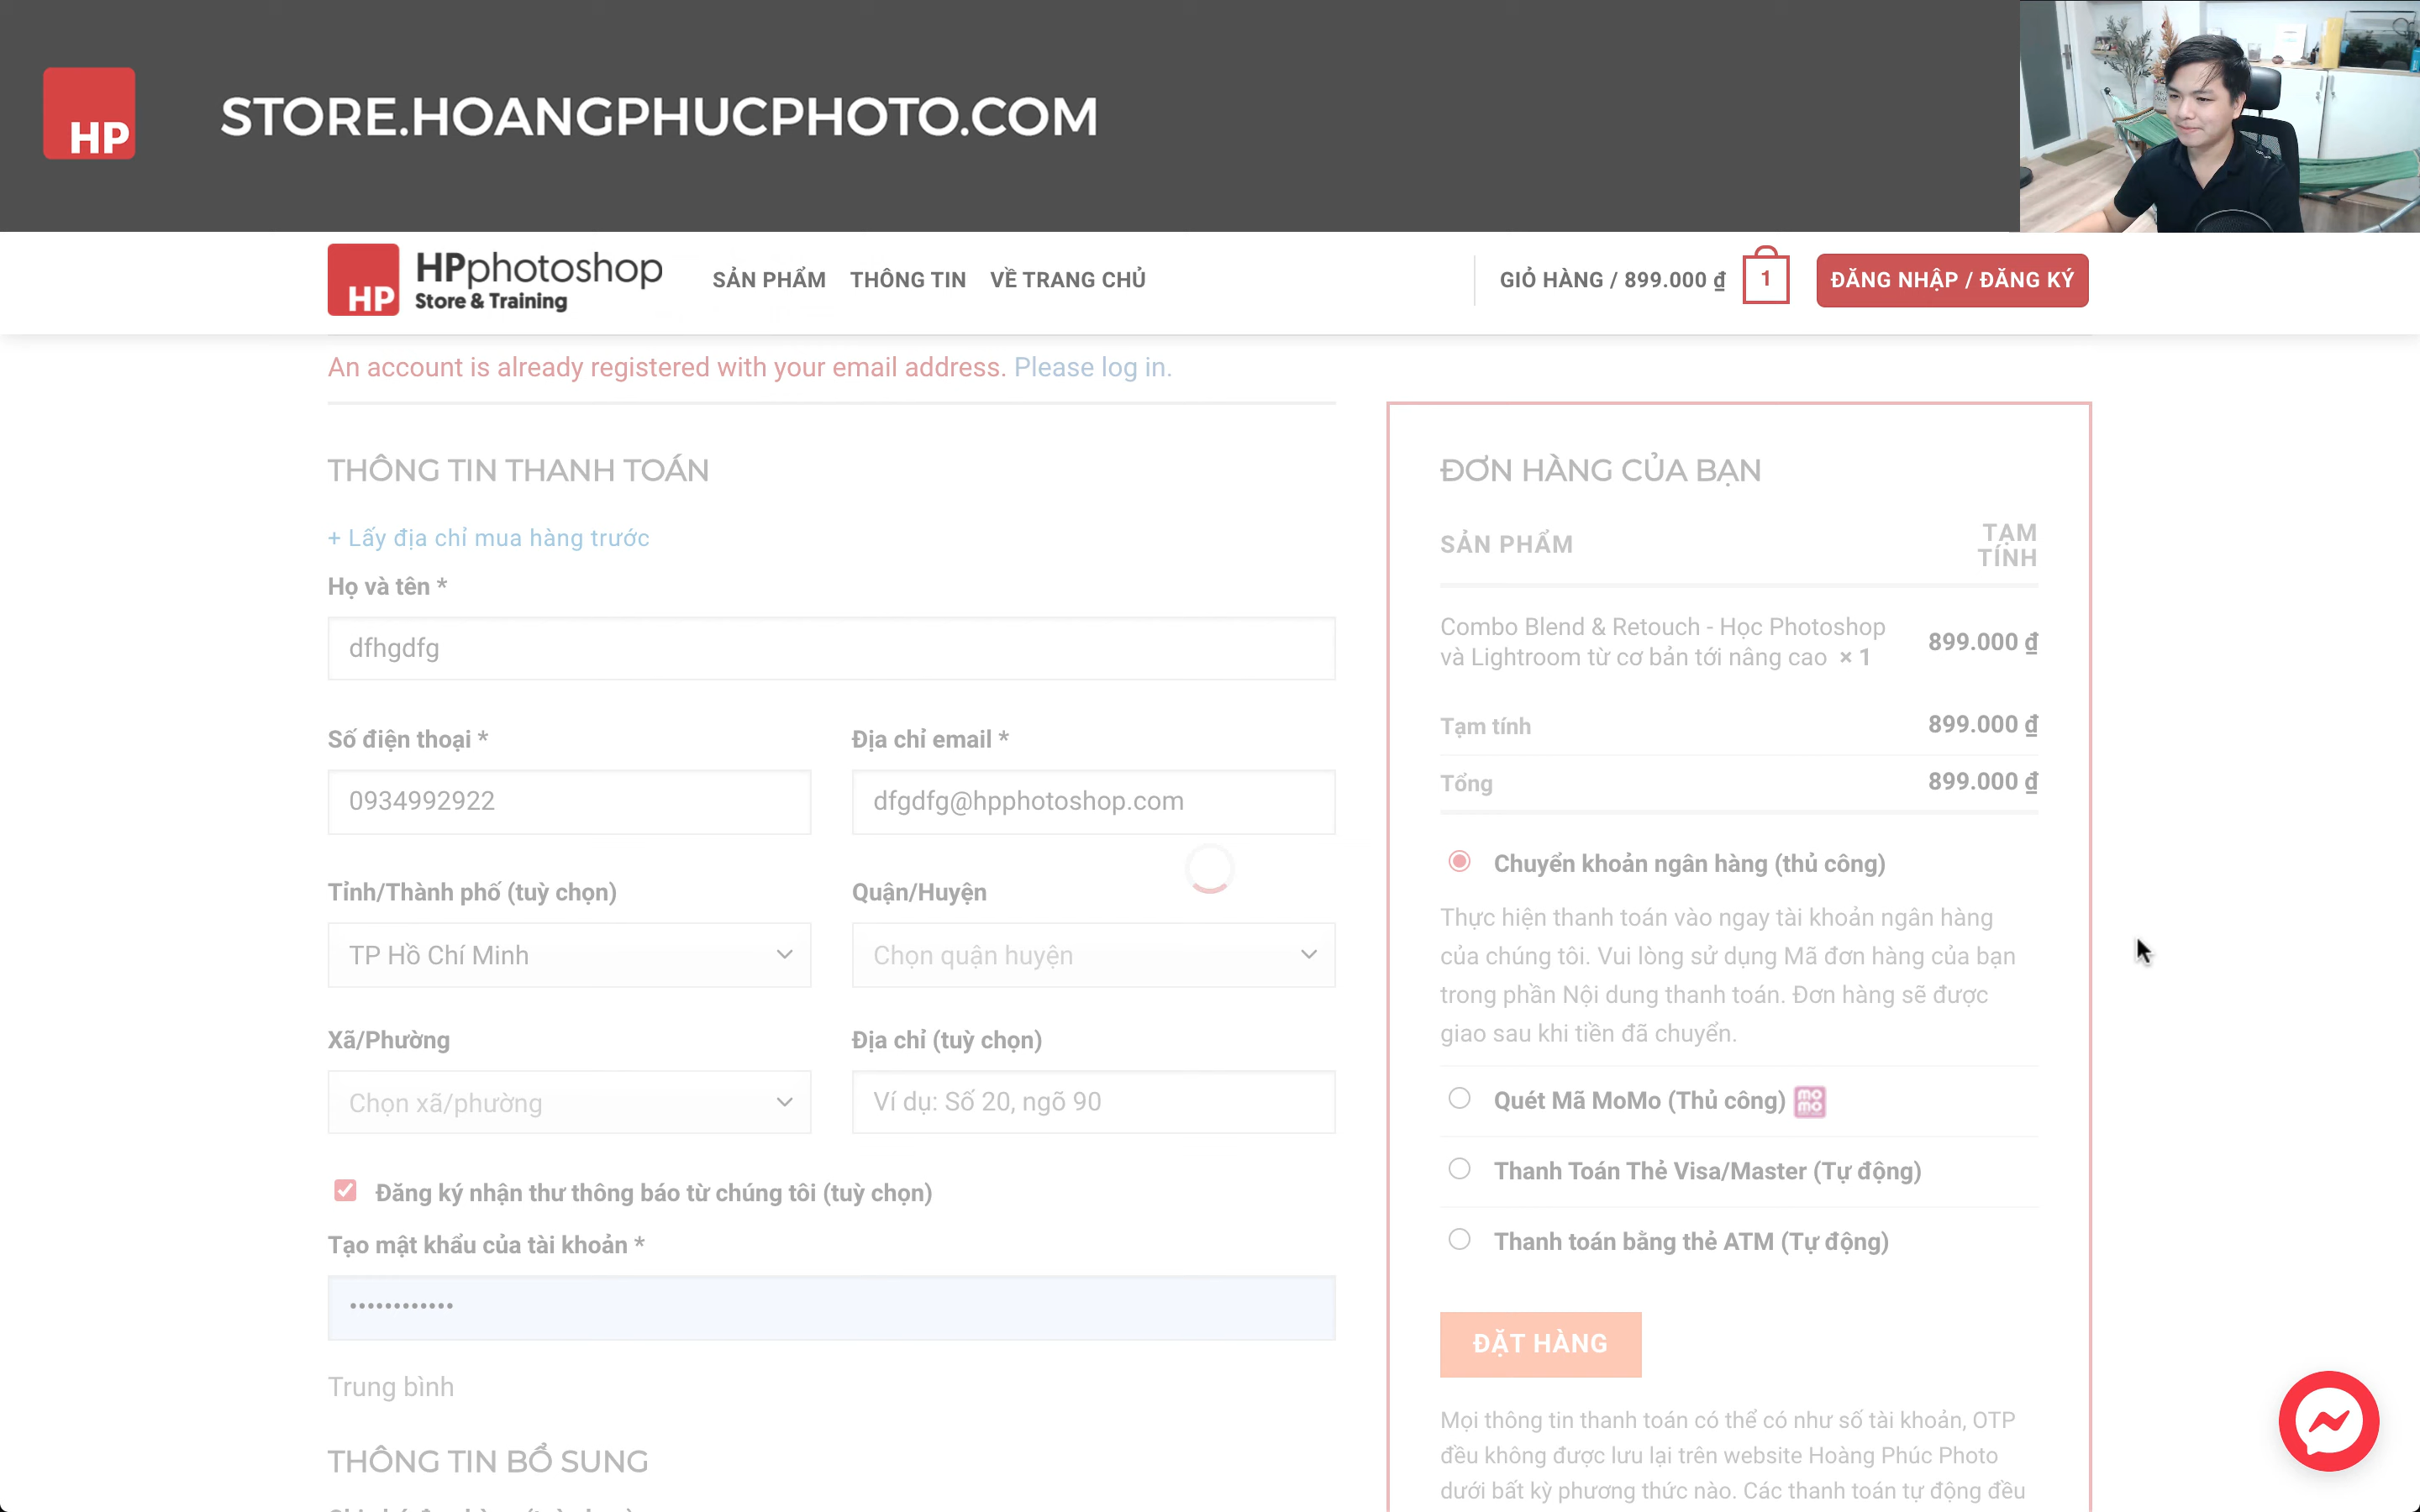 HP
STORE.HOANGPHUCPHOTO.COM
HP
HPphotoshop
Store & Training
SẢN PHẨM
THÔNG TIN
VỀ TRANG CHỦ
GIỎ HÀNG / 899.000 ₫
1
ĐĂNG NHẬP / ĐĂNG KÝ
An account is already registered with your email address. Please log in.
THÔNG TIN THANH TOÁN
+ Lấy địa chỉ mua hàng trước
Họ và tên *
dfhgdfg
Số điện thoại *
0934992922
Địa chỉ email *
dfgdfg@hpphotoshop.com
Tỉnh/Thành phố (tuỳ chọn)
TP Hồ Chí Minh
Quận/Huyện
Chọn quận huyện
Xã/Phường
Chọn xã/phường
Địa chỉ (tuỳ chọn)
Ví dụ: Số 20, ngõ 90
Đăng ký nhận thư thông báo từ chúng tôi (tuỳ chọn)
Tạo mật khẩu của tài khoản *
••••••••••••
Trung bình
THÔNG TIN BỔ SUNG
ĐƠN HÀNG CỦA BẠN
SẢN PHẨM
TẠM
TÍNH
Combo Blend & Retouch - Học Photoshop
và Lightroom từ cơ bản tới nâng cao × 1
899.000 ₫
Tạm tính
899.000 ₫
Tổng
899.000 ₫
Chuyển khoản ngân hàng (thủ công)
Thực hiện thanh toán vào ngay tài khoản ngân hàng
của chúng tôi. Vui lòng sử dụng Mã đơn hàng của bạn
trong phần Nội dung thanh toán. Đơn hàng sẽ được
giao sau khi tiền đã chuyển.
Quét Mã MoMo (Thủ công)
mo
mo
Thanh Toán Thẻ Visa/Master (Tự động)
Thanh toán bằng thẻ ATM (Tự động)
ĐẶT HÀNG
Mọi thông tin thanh toán có thể có như số tài khoản, OTP
đều không được lưu lại trên website Hoàng Phúc Photo
dưới bất kỳ phương thức nào. Các thanh toán tự động đều